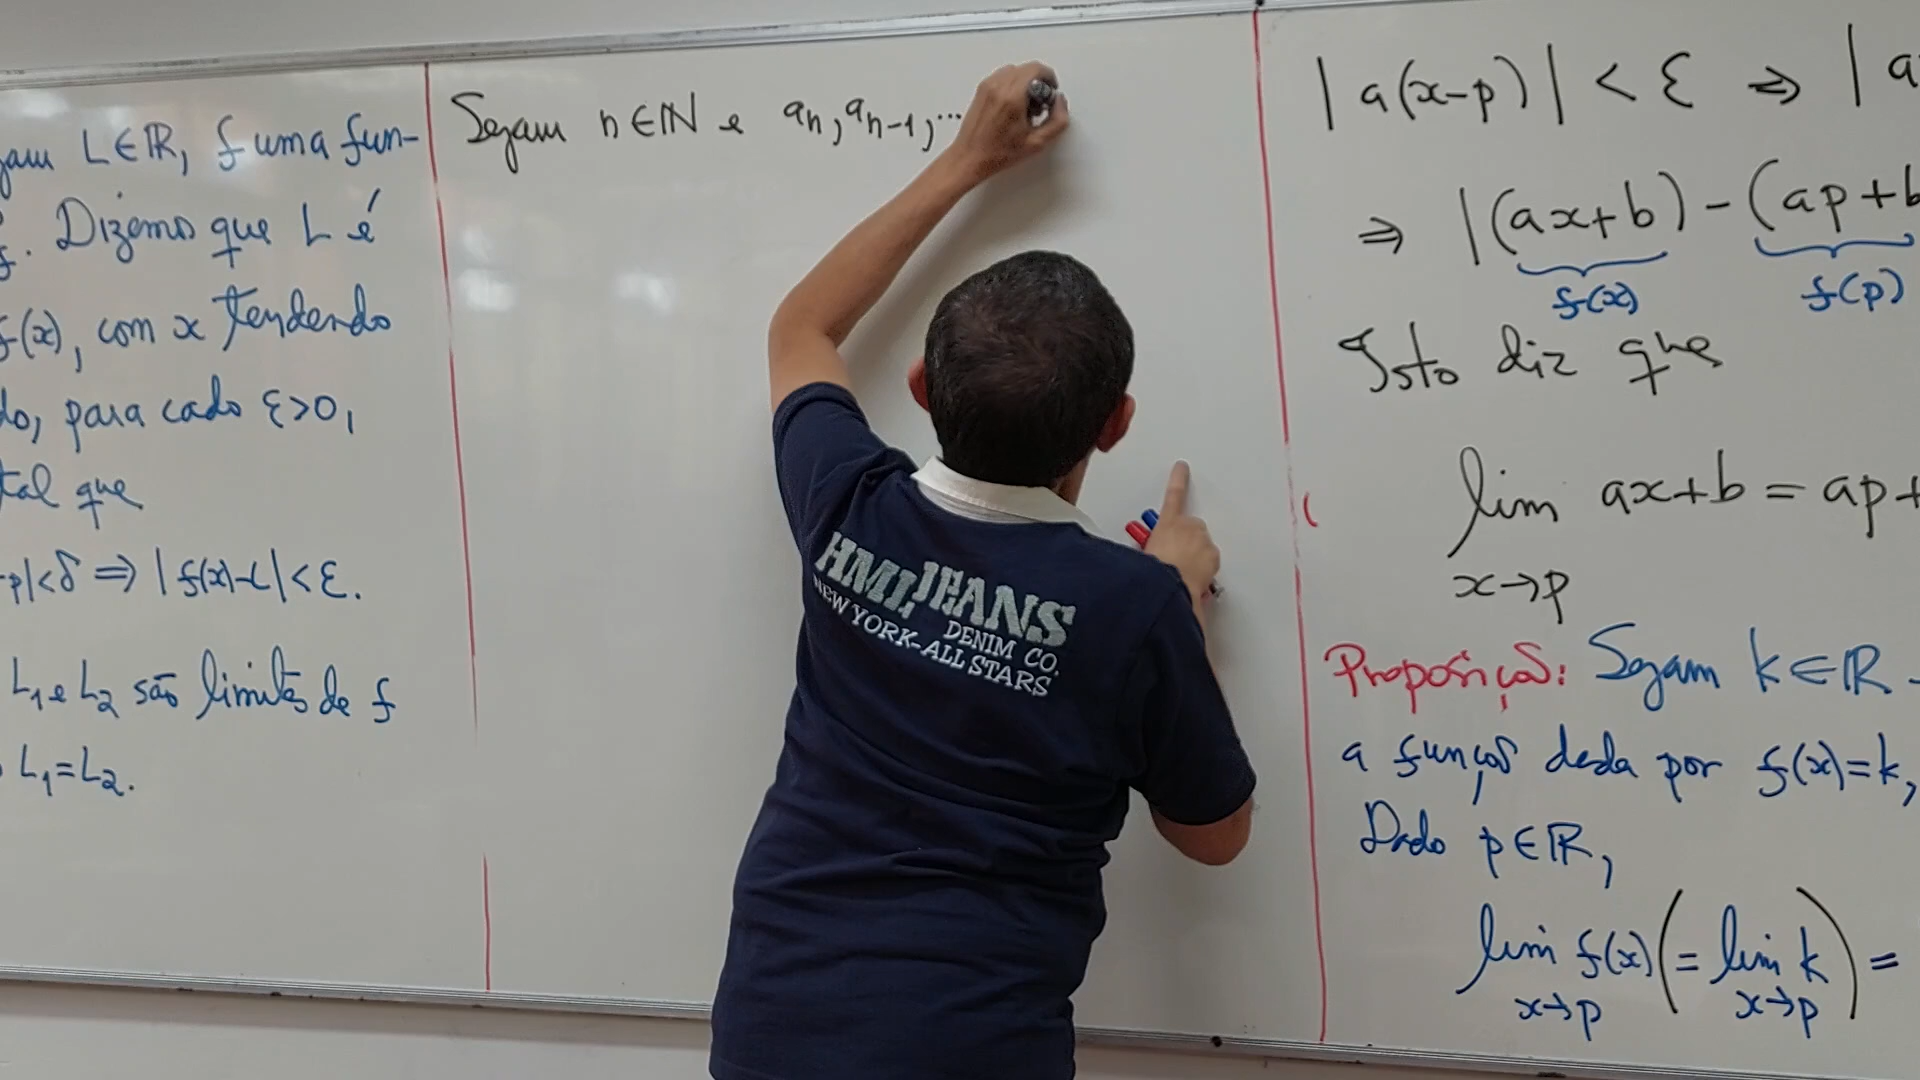 jam L∈ℝ, f uma fun-
f. Dizemos que L é
f(x), com x tendendo
do, para cado ε>0,
tal que
-p|<δ ⇒ |f(x)-L|<ε.
L₁ e L₂ são limites de f
L₁=L₂.
Sejam n∈ℕ e aₙ, aₙ₋₁, ...
|a(x-p)| < ε ⇒ |a
⇒ |(ax+b) - (ap+b
f(x) f(p)
Isto diz que
lim ax+b = ap+
x→p
Proposição: Sejam k∈ℝ
a função dada por f(x)=k,
Dado p∈ℝ,
lim f(x) (= lim k) =
x→p x→p
HML JEANS
DENIM CO.
NEW YORK-ALL STARS